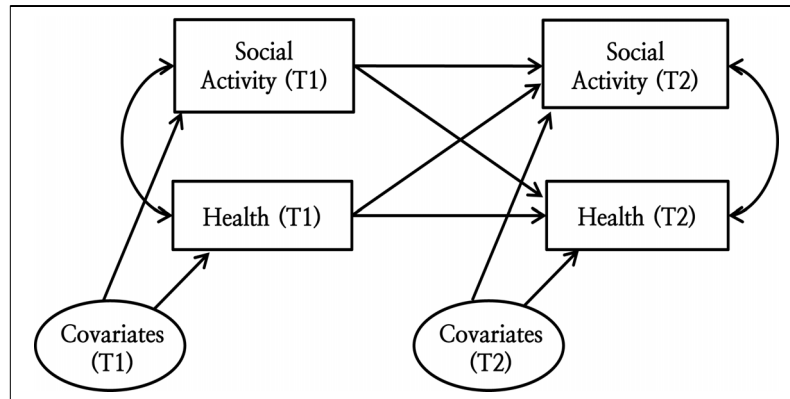 Social
Activity (T1)
Social
Activity (T2)
Health (T1)
Health (T2)
Covariates
(T1)
Covariates
(T2)